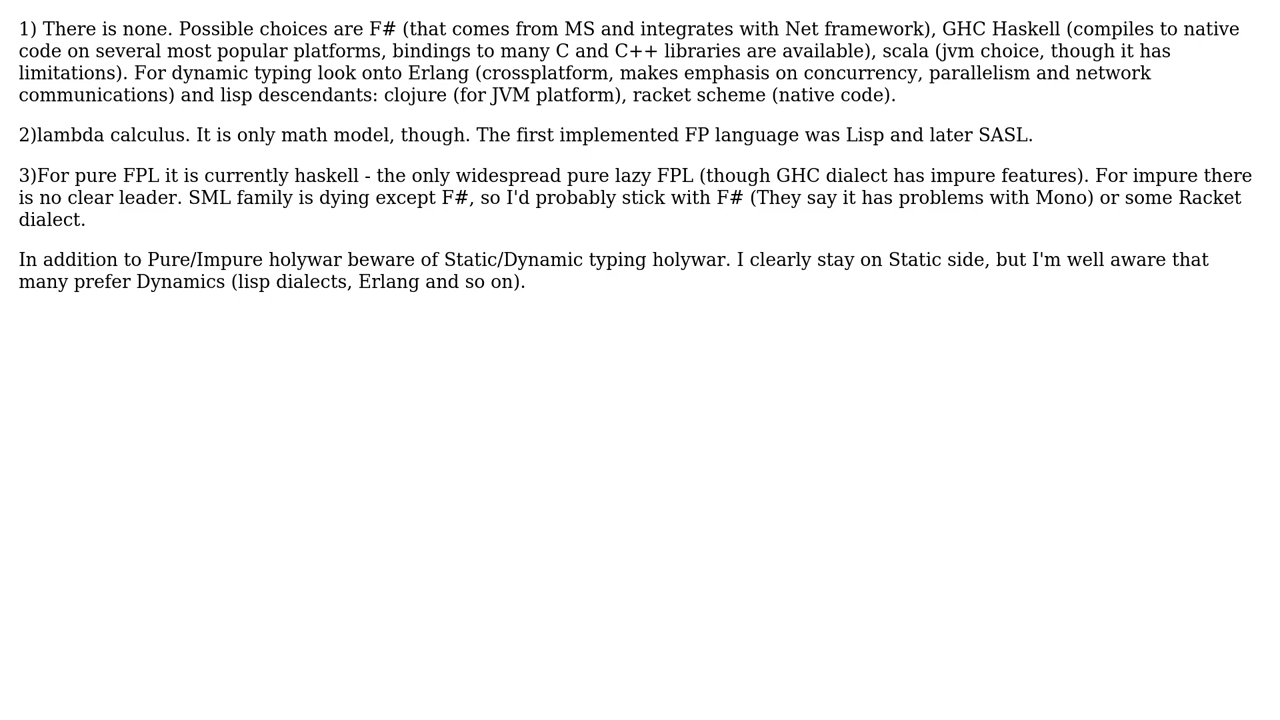 1) There is none. Possible choices are F# (that comes from MS and integrates with Net framework), GHC Haskell (compiles to native
code on several most popular platforms, bindings to many C and C++ libraries are available), scala (jvm choice, though it has
limitations). For dynamic typing look onto Erlang (crossplatform, makes emphasis on concurrency, parallelism and network
communications) and lisp descendants: clojure (for JVM platform), racket scheme (native code).
2)lambda calculus. It is only math model, though. The first implemented FP language was Lisp and later SASL.
3)For pure FPL it is currently haskell - the only widespread pure lazy FPL (though GHC dialect has impure features). For impure there
is no clear leader. SML family is dying except F#, so I'd probably stick with F# (They say it has problems with Mono) or some Racket
dialect.
In addition to Pure/Impure holywar beware of Static/Dynamic typing holywar. I clearly stay on Static side, but I'm well aware that
many prefer Dynamics (lisp dialects, Erlang and so on).